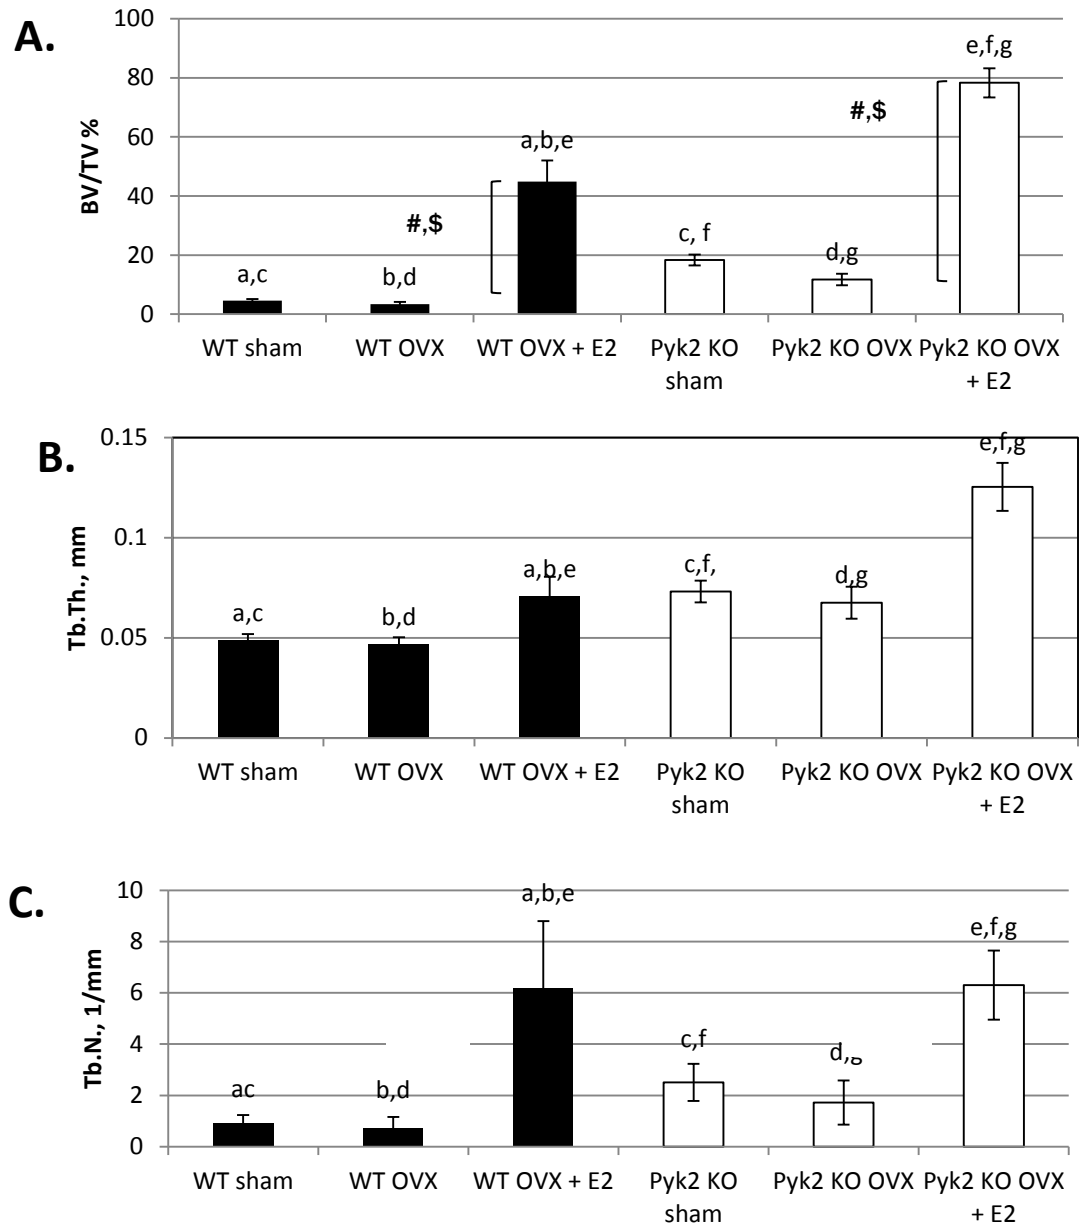 A.
BV/TV %
100
80
60
40
20
0
a,c
b,d
#,$
a,b,e
c, f
d,g
#,$
e,f,g
WT sham
WT OVX
WT OVX + E2
Pyk2 KO
sham
Pyk2 KO OVX
Pyk2 KO OVX
+ E2
B.
Tb.Th., mm
0.15
0.1
0.05
0
a,c
b,d
a,b,e
c,f,
d,g
e,f,g
WT sham
WT OVX
WT OVX + E2
Pyk2 KO
sham
Pyk2 KO OVX
Pyk2 KO OVX
+ E2
C.
Tb.N., 1/mm
10
8
6
4
2
0
ac
b,d
a,b,e
c,f
d,g
e,f,g
WT sham
WT OVX
WT OVX + E2
Pyk2 KO
sham
Pyk2 KO OVX
Pyk2 KO OVX
+ E2